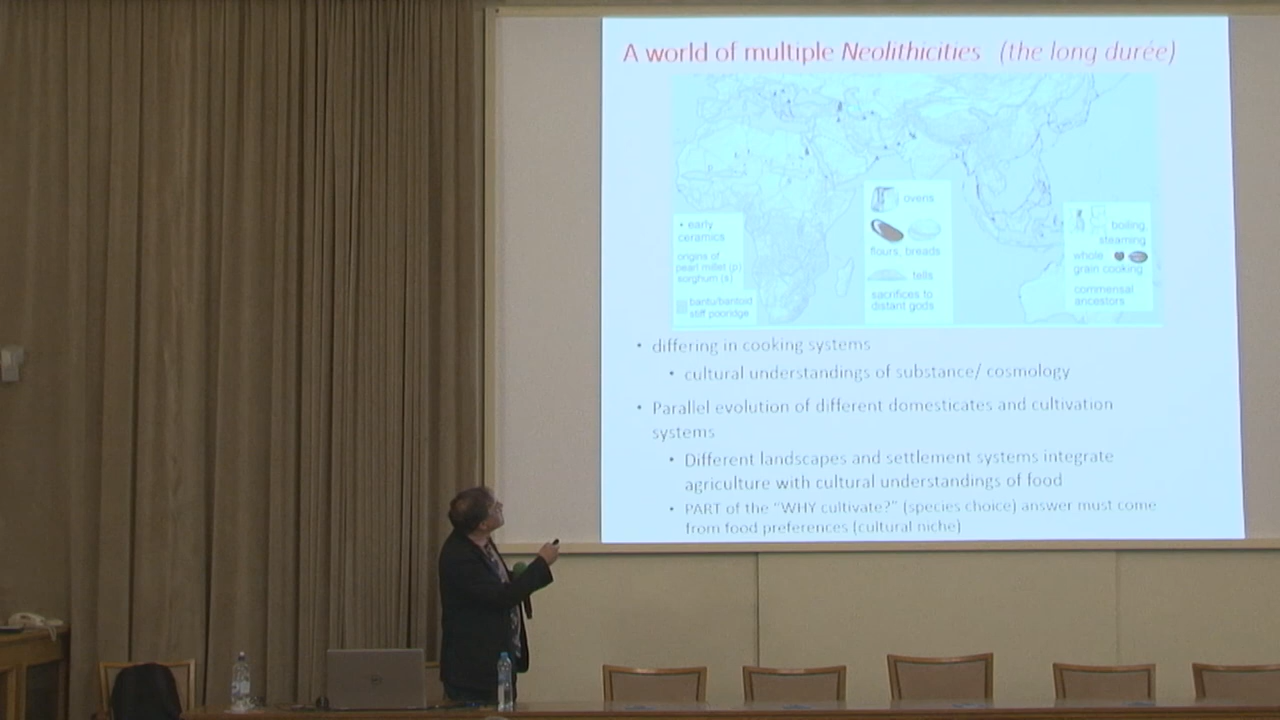 A world of multiple Neolithicities (the long durée)
• early
ceramics
origins of
pearl millet (p)
sorghum (s)
bantu/bantoid
stiff porridge
ovens
flours, breads
tells
sacrifices to
distant gods
boiling
steaming
whole
grain cooking
commensal
ancestors
• differing in cooking systems
• cultural understandings of substance/ cosmology
• Parallel evolution of different domesticates and cultivation
systems
• Different landscapes and settlement systems integrate
agriculture with cultural understandings of food
• PART of the “WHY cultivate?” (species choice) answer must come
from food preferences (cultural niche)